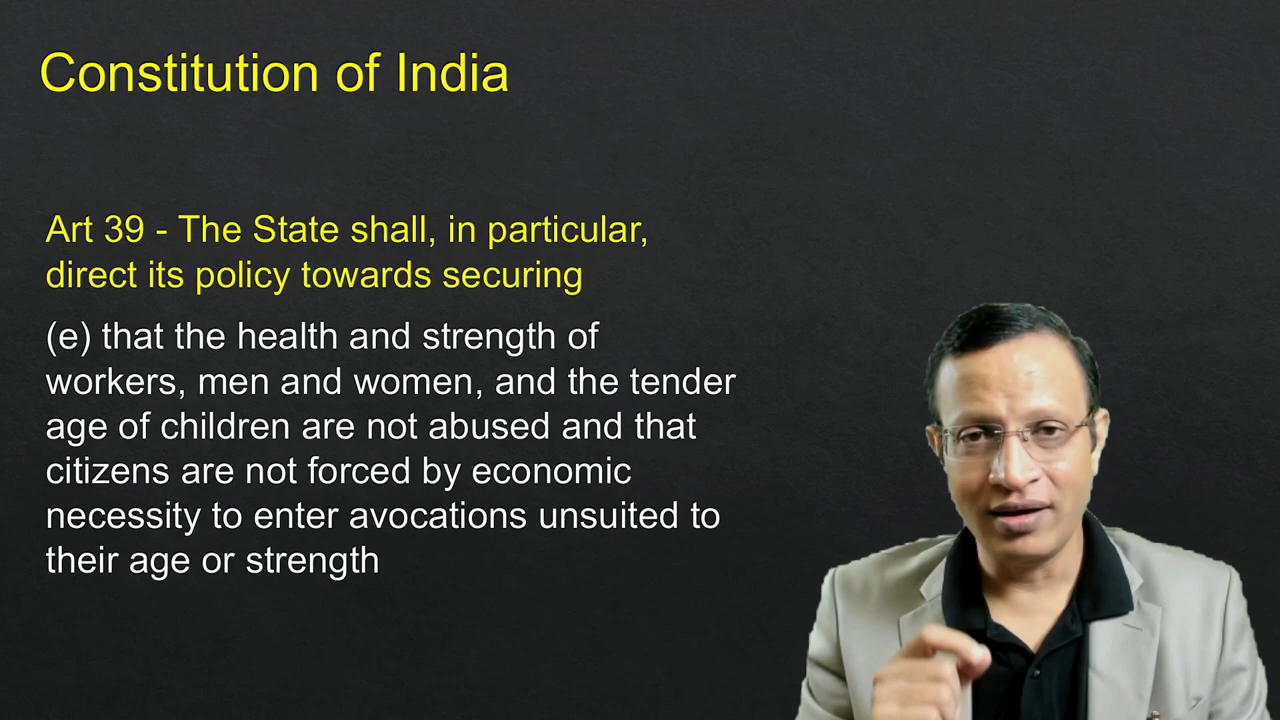 Constitution of India
Art 39 - The State shall, in particular,
direct its policy towards securing
(e) that the health and strength of
workers, men and women, and the tender
age of children are not abused and that
citizens are not forced by economic
necessity to enter avocations unsuited to
their age or strength